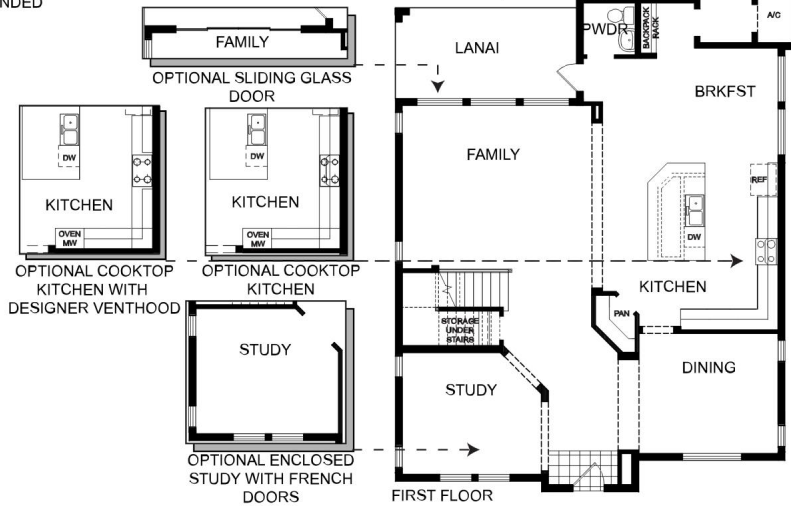 NDED
FAMILY
OPTIONAL SLIDING GLASS
DOOR
LANAI
PWDR
BACKPACK
RACK
A/C
BRKFST
FAMILY
DW
KITCHEN
OVEN
MW
OPTIONAL COOKTOP
KITCHEN WITH
DESIGNER VENTHOOD
DW
KITCHEN
OVEN
MW
OPTIONAL COOKTOP
KITCHEN
REF
DW
KITCHEN
PAN
STORAGE
UNDER
STAIRS
STUDY
OPTIONAL ENCLOSED
STUDY WITH FRENCH
DOORS
STUDY
DINING
FIRST FLOOR